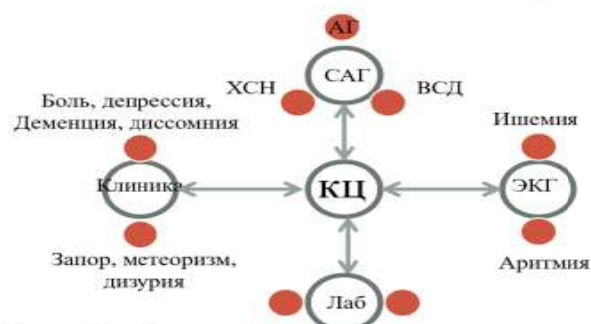 АГ
САГ
ХСН
ВСД
Боль, депрессия,
Деменция, диссомния
Ишемия
Клиника
КЦ
ЭКГ
Запор, метеоризм,
дизурия
Аритмия
Лаб